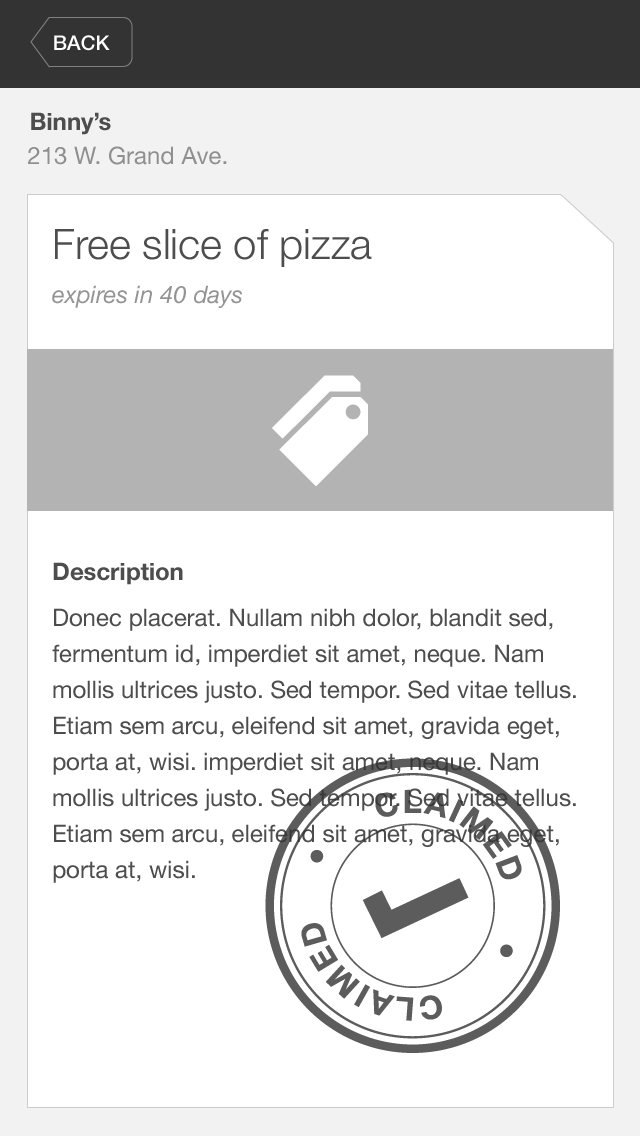 BACK
Binny’s
213 W. Grand Ave.
Free slice of pizza
expires in 40 days
Description
Donec placerat. Nullam nibh dolor, blandit sed,
fermentum id, imperdiet sit amet, neque. Nam
mollis ultrices justo. Sed tempor. Sed vitae tellus.
Etiam sem arcu, eleifend sit amet, gravida eget,
porta at, wisi. imperdiet sit amet, neque. Nam
mollis ultrices justo. Sed tempor. Sed vitae tellus.
Etiam sem arcu, eleifend sit amet, gravida eget,
porta at, wisi.
CLAIMED
CLAIMED